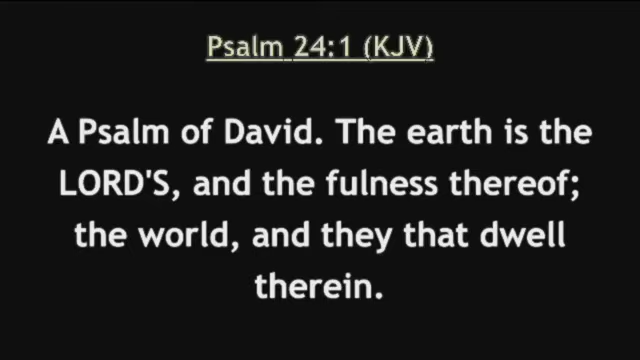 Psalm 24:1 (KJV)
A Psalm of David. The earth is the
LORD'S, and the fulness thereof;
the world, and they that dwell
therein.